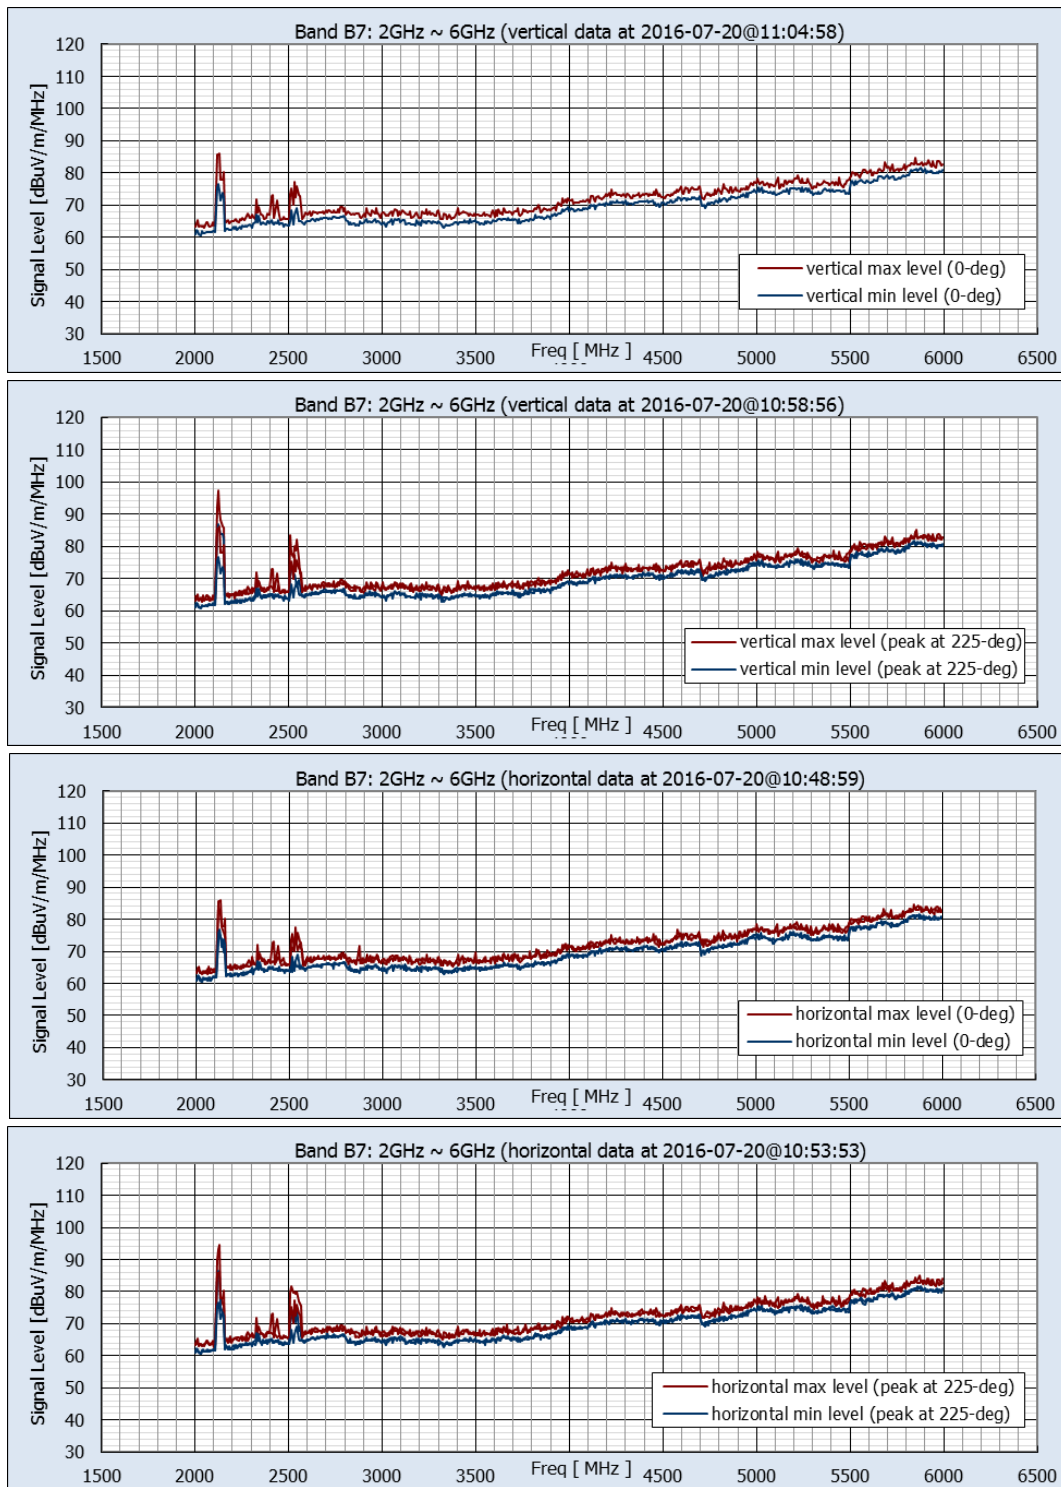 Band B7: 2GHz ~ 6GHz (vertical data at 2016-07-20@11:04:58)
Signal Level [dBuV/m/MHz]
120
110
100
90
80
70
60
50
40
30
vertical max level (0-deg)
vertical min level (0-deg)
1500 2000 2500 3000 3500 4500 5000 5500 6000 6500
Freq [ MHz ]
Band B7: 2GHz ~ 6GHz (vertical data at 2016-07-20@10:58:56)
Signal Level [dBuV/m/MHz]
120
110
100
90
80
70
60
50
40
30
vertical max level (peak at 225-deg)
vertical min level (peak at 225-deg)
1500 2000 2500 3000 3500 4500 5000 5500 6000 6500
Freq [ MHz ]
Band B7: 2GHz ~ 6GHz (horizontal data at 2016-07-20@10:48:59)
Signal Level [dBuV/m/MHz]
120
110
100
90
80
70
60
50
40
30
horizontal max level (0-deg)
horizontal min level (0-deg)
1500 2000 2500 3000 3500 4500 5000 5500 6000 6500
Freq [ MHz ]
Band B7: 2GHz ~ 6GHz (horizontal data at 2016-07-20@10:53:53)
Signal Level [dBuV/m/MHz]
120
110
100
90
80
70
60
50
40
30
horizontal max level (peak at 225-deg)
horizontal min level (peak at 225-deg)
1500 2000 2500 3000 3500 4500 5000 5500 6000 6500
Freq [ MHz ]